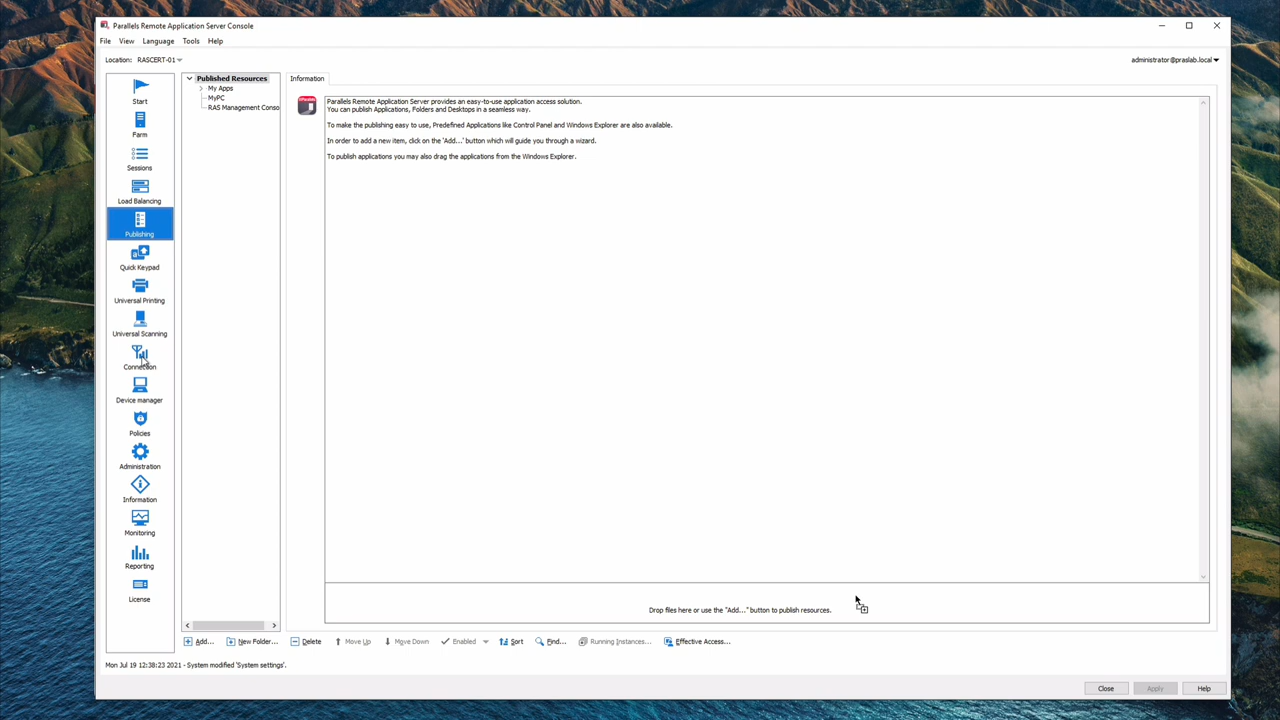 Parallels Remote Application Server Console
File View Language Tools Help
Location: RASCERT-01
administrator@praslab.local
Start
Farm
Sessions
Load Balancing
Publishing
Quick Keypad
Universal Printing
Universal Scanning
Connection
Device manager
Policies
Administration
Information
Monitoring
Reporting
License
Published Resources
My Apps
MyPC
RAS Management Conso
Information
Parallels Remote Application Server provides an easy-to-use application access solution.
You can publish Applications, Folders and Desktops in a seamless way.
To make the publishing easy to use, Predefined Applications like Control Panel and Windows Explorer are also available.
In order to add a new item, click on the 'Add...' button which will guide you through a wizard.
To publish applications you may also drag the applications from the Windows Explorer.
Drop files here or use the "Add..." button to publish resources.
Add... New Folder... Delete Move Up Move Down Enabled Sort Find... Running Instances... Effective Access...
Mon Jul 19 12:38:23 2021 - System modified 'System settings'.
Close Apply Help